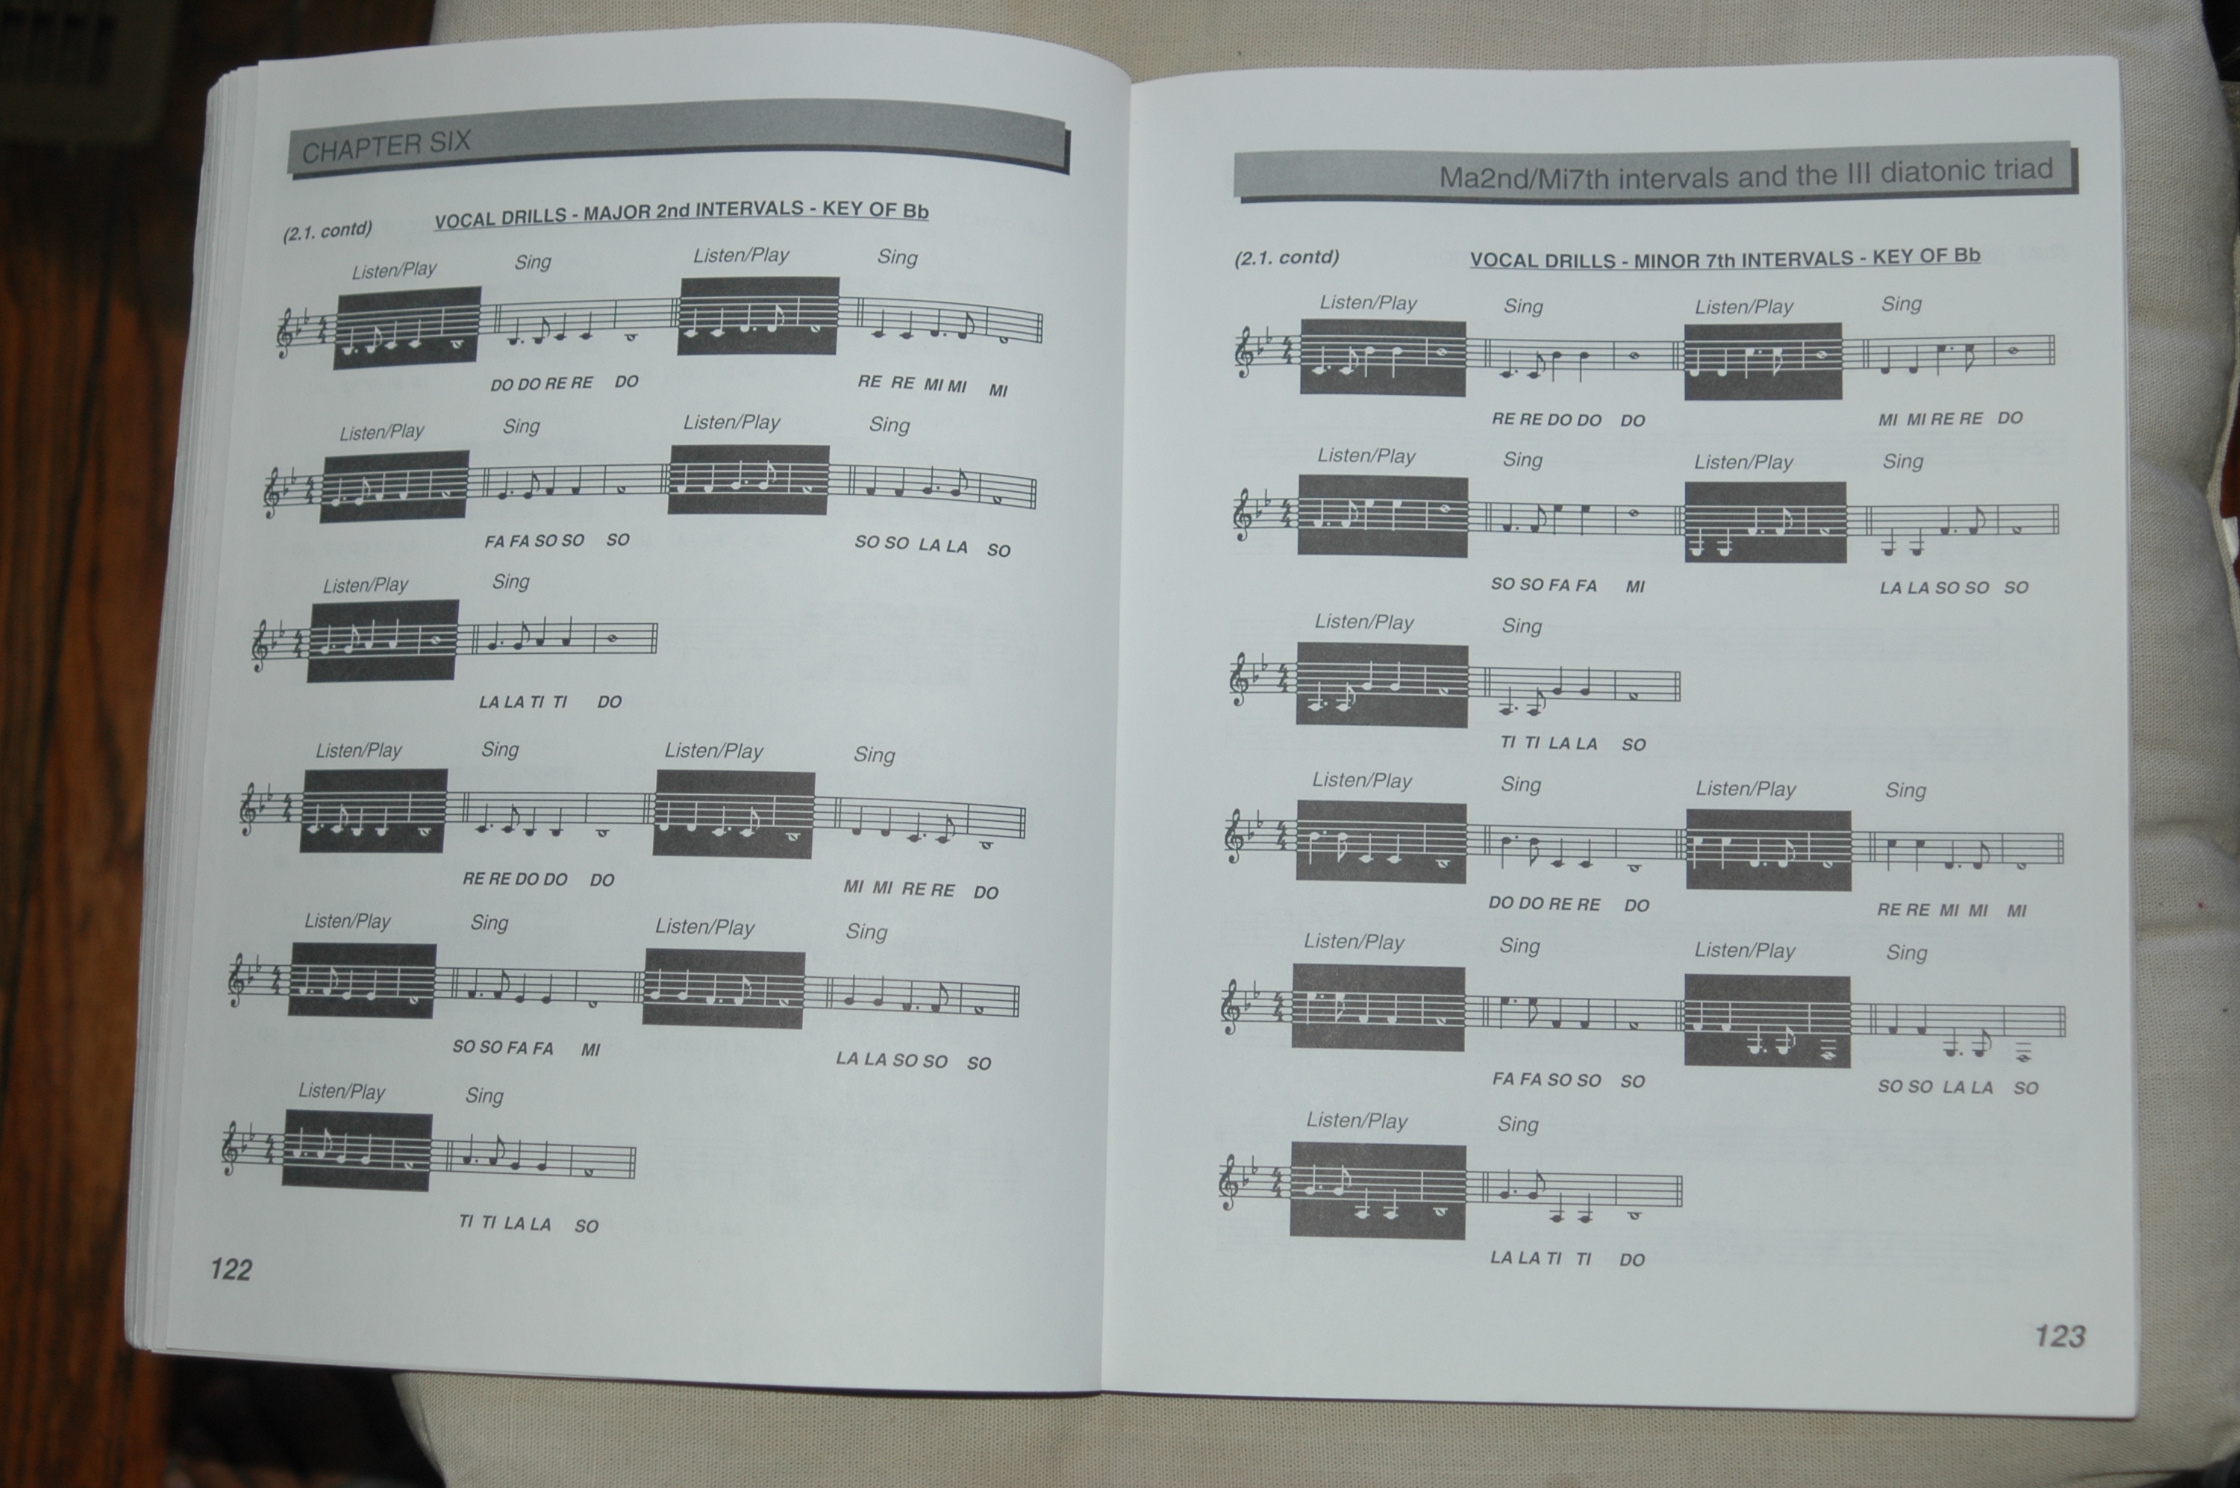 CHAPTER SIX
(2.1. contd) VOCAL DRILLS - MAJOR 2nd INTERVALS - KEY OF Bb
Listen/Play Sing Listen/Play Sing
DO DO RE RE DO RE RE MI MI MI
Listen/Play Sing Listen/Play Sing
FA FA SO SO SO SO SO LA LA SO
Listen/Play Sing
LA LA TI TI DO
Listen/Play Sing Listen/Play Sing
RE RE DO DO DO MI MI RE RE DO
Listen/Play Sing Listen/Play Sing
SO SO FA FA MI LA LA SO SO SO
Listen/Play Sing
TI TI LA LA SO
122
Ma2nd/Mi7th intervals and the III diatonic triad
(2.1. contd) VOCAL DRILLS - MINOR 7th INTERVALS - KEY OF Bb
Listen/Play Sing Listen/Play Sing
RE RE DO DO DO MI MI RE RE DO
Listen/Play Sing Listen/Play Sing
SO SO FA FA MI LA LA SO SO SO
Listen/Play Sing
TI TI LA LA SO
Listen/Play Sing Listen/Play Sing
DO DO RE RE DO RE RE MI MI MI
Listen/Play Sing Listen/Play Sing
FA FA SO SO SO SO SO LA LA SO
Listen/Play Sing
LA LA TI TI DO
123